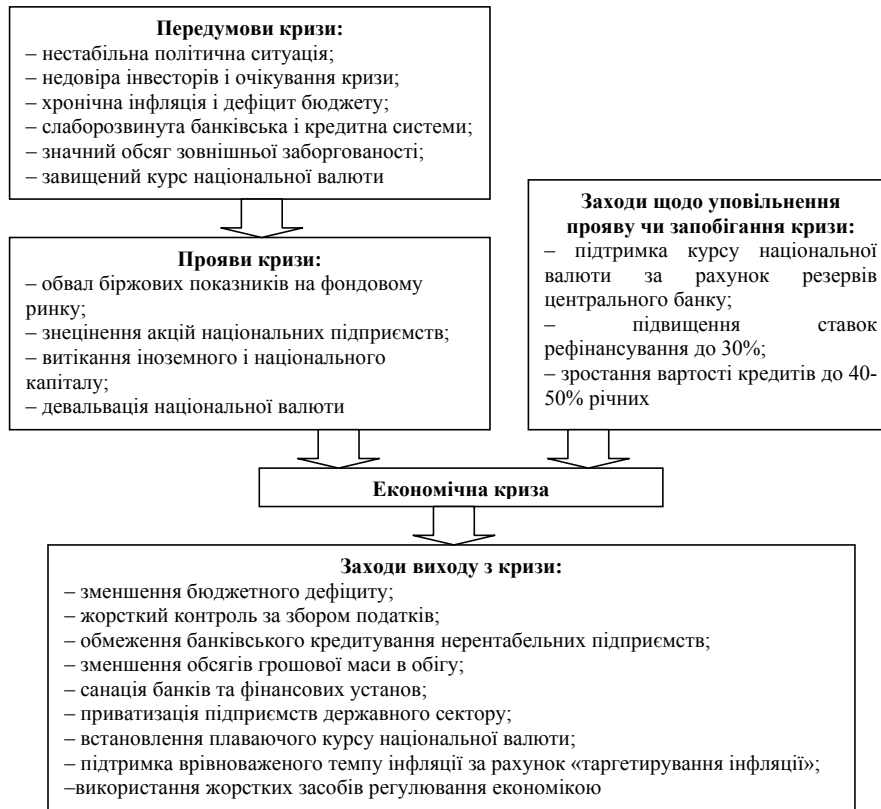 Передумови кризи:
– нестабільна політична ситуація;
– недовіра інвесторів і очікування кризи;
– хронічна інфляція і дефіцит бюджету;
– слаборозвинута банківська і кредитна системи;
– значний обсяг зовнішньої заборгованості;
– завищений курс національної валюти
Прояви кризи:
– обвал біржових показників на фондовому
ринку;
– знецінення акцій національних підприємств;
– витікання іноземного і національного
капіталу;
– девальвація національної валюти
Заходи щодо уповільнення
прояву чи запобігання кризи:
– підтримка курсу національної
валюти за рахунок резервів
центрального банку;
– підвищення ставок
рефінансування до 30%;
– зростання вартості кредитів до 40-
50% річних
Економічна криза
Заходи виходу з кризи:
– зменшення бюджетного дефіциту;
– жорсткий контроль за збором податків;
– обмеження банківського кредитування нерентабельних підприємств;
– зменшення обсягів грошової маси в обігу;
– санація банків та фінансових установ;
– приватизація підприємств державного сектору;
– встановлення плаваючого курсу національної валюти;
– підтримка врівноваженого темпу інфляції за рахунок «таргетирування інфляції»;
–використання жорстких засобів регулювання економікою